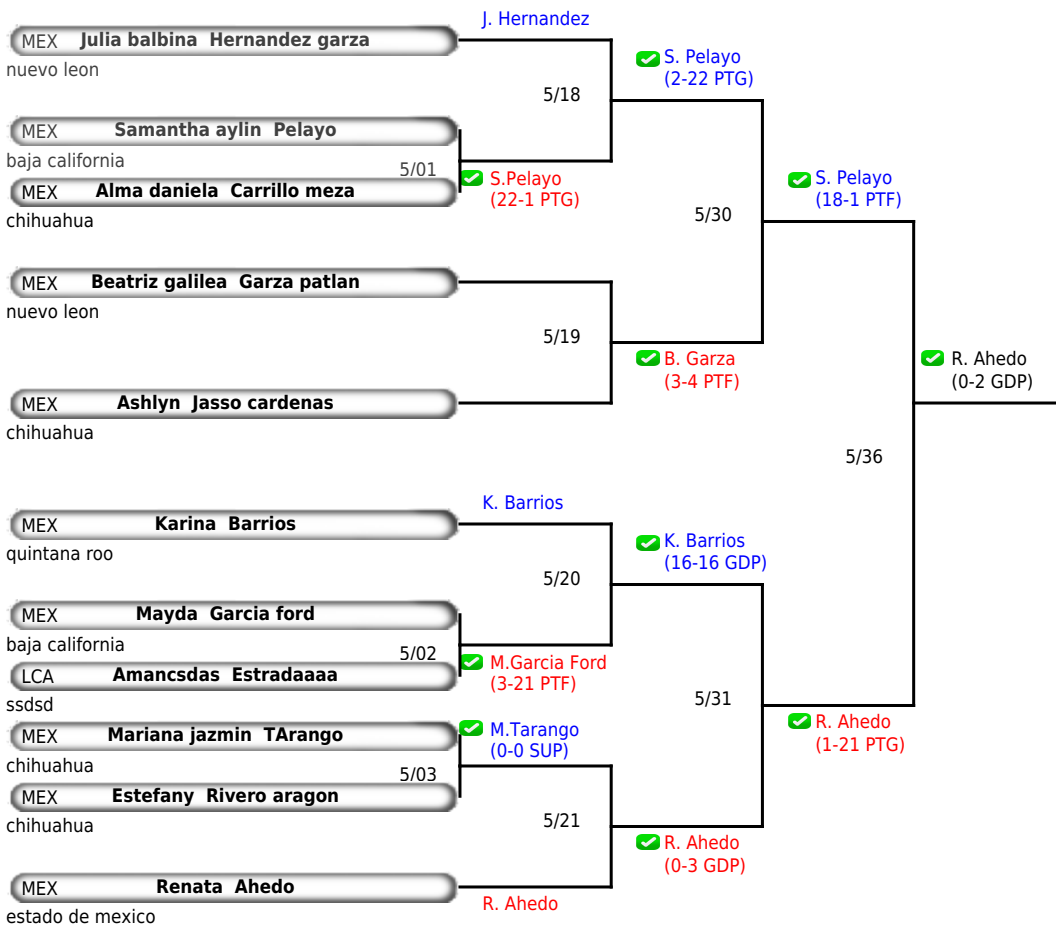 J. Hernandez
MEX Julia balbina Hernandez garza
nuevo leon
S. Pelayo
(2-22 PTG)
5/18
MEX Samantha aylin Pelayo
baja california
5/01
S.Pelayo
(22-1 PTG)
MEX Alma daniela Carrillo meza
chihuahua
S. Pelayo
(18-1 PTF)
5/30
MEX Beatriz galilea Garza patlan
nuevo leon
5/19
B. Garza
(3-4 PTF)
R. Ahedo
(0-2 GDP)
MEX Ashlyn Jasso cardenas
chihuahua
5/36
K. Barrios
MEX Karina Barrios
quintana roo
K. Barrios
(16-16 GDP)
5/20
MEX Mayda Garcia ford
baja california
5/02
M.Garcia Ford
(3-21 PTF)
LCA Amancsdas Estradaaaa
ssdsd
5/31
MEX Mariana jazmin TArango
chihuahua
M.Tarango
(0-0 SUP)
R. Ahedo
(1-21 PTG)
5/03
MEX Estefany Rivero aragon
chihuahua
5/21
R. Ahedo
(0-3 GDP)
MEX Renata Ahedo
estado de mexico
R. Ahedo